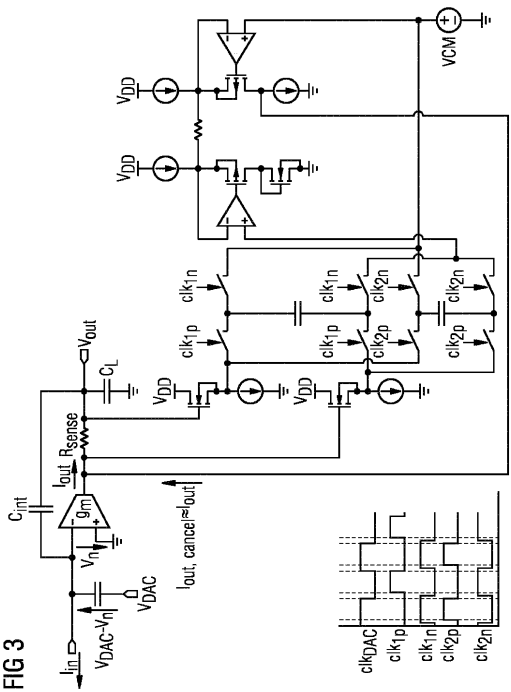 FIG 3
Iin
VDAC-Vn
VDAC
Vn
Cint
gm
Iout
Rsense
Vout
CL
Iout, cancel≈Iout
VDD
VDD
clk1p
clk1n
clk1p
clk1n
clk2p
clk2n
clk2p
clk2n
VDD
VDD
VCM
clkDAC
clk1p
clk1n
clk2p
clk2n